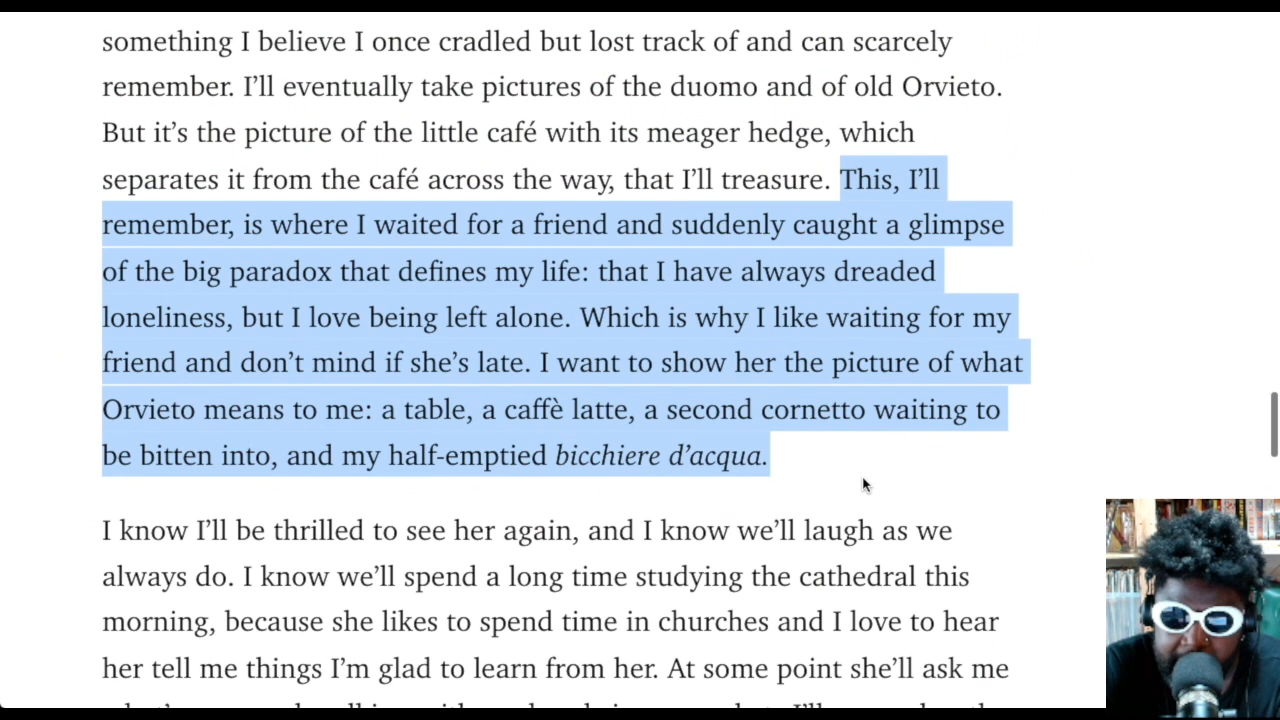 something I believe I once cradled but lost track of and can scarcely
remember. I’ll eventually take pictures of the duomo and of old Orvieto.
But it’s the picture of the little café with its meager hedge, which
separates it from the café across the way, that I’ll treasure. This, I’ll
remember, is where I waited for a friend and suddenly caught a glimpse
of the big paradox that defines my life: that I have always dreaded
loneliness, but I love being left alone. Which is why I like waiting for my
friend and don’t mind if she’s late. I want to show her the picture of what
Orvieto means to me: a table, a caffè latte, a second cornetto waiting to
be bitten into, and my half-emptied bicchiere d’acqua.
I know I’ll be thrilled to see her again, and I know we’ll laugh as we
always do. I know we’ll spend a long time studying the cathedral this
morning, because she likes to spend time in churches and I love to hear
her tell me things I’m glad to learn from her. At some point she’ll ask me